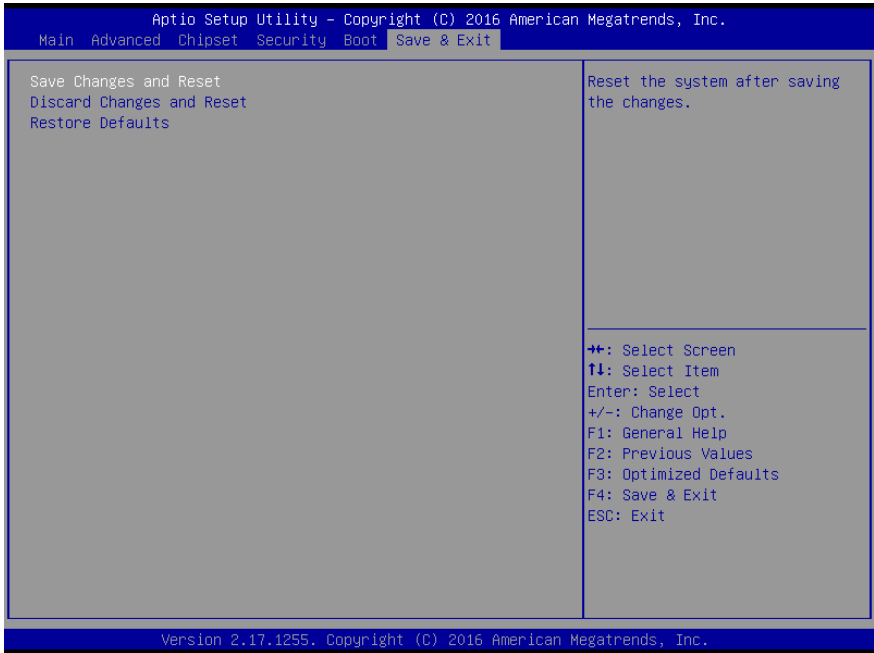 Aptio Setup Utility – Copyright (C) 2016 American Megatrends, Inc.
Main Advanced Chipset Security Boot Save & Exit
Save Changes and Reset
Discard Changes and Reset
Restore Defaults
Reset the system after saving
the changes.
→←: Select Screen
↑↓: Select Item
Enter: Select
+/-: Change Opt.
F1: General Help
F2: Previous Values
F3: Optimized Defaults
F4: Save & Exit
ESC: Exit
Version 2.17.1255. Copyright (C) 2016 American Megatrends, Inc.